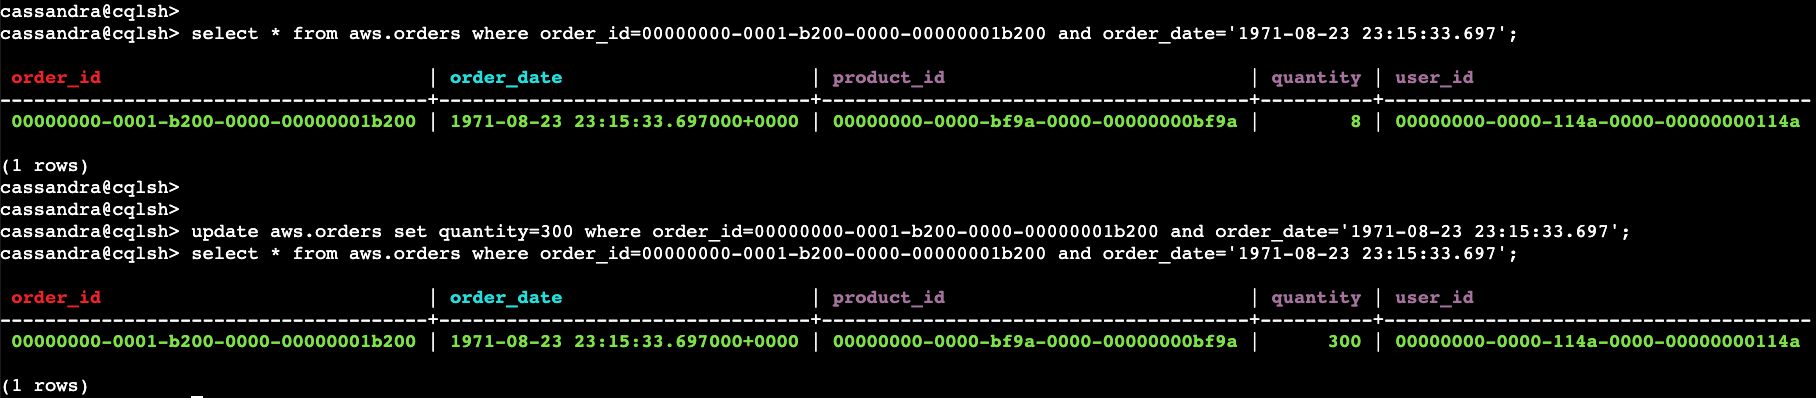 cassandra@cqlsh>
cassandra@cqlsh> select * from aws.orders where order_id=00000000-0001-b200-0000-00000001b200 and order_date='1971-08-23 23:15:33.697';
 order_id                             | order_date                      | product_id                           | quantity | user_id
--------------------------------------+---------------------------------+--------------------------------------+----------+--------------------------------------
 00000000-0001-b200-0000-00000001b200 | 1971-08-23 23:15:33.697000+0000 | 00000000-0000-bf9a-0000-00000000bf9a |        8 | 00000000-0000-114a-0000-00000000114a
(1 rows)
cassandra@cqlsh>
cassandra@cqlsh>
cassandra@cqlsh> update aws.orders set quantity=300 where order_id=00000000-0001-b200-0000-00000001b200 and order_date='1971-08-23 23:15:33.697';
cassandra@cqlsh> select * from aws.orders where order_id=00000000-0001-b200-0000-00000001b200 and order_date='1971-08-23 23:15:33.697';
 order_id                             | order_date                      | product_id                           | quantity | user_id
--------------------------------------+---------------------------------+--------------------------------------+----------+--------------------------------------
 00000000-0001-b200-0000-00000001b200 | 1971-08-23 23:15:33.697000+0000 | 00000000-0000-bf9a-0000-00000000bf9a |      300 | 00000000-0000-114a-0000-00000000114a
(1 rows)